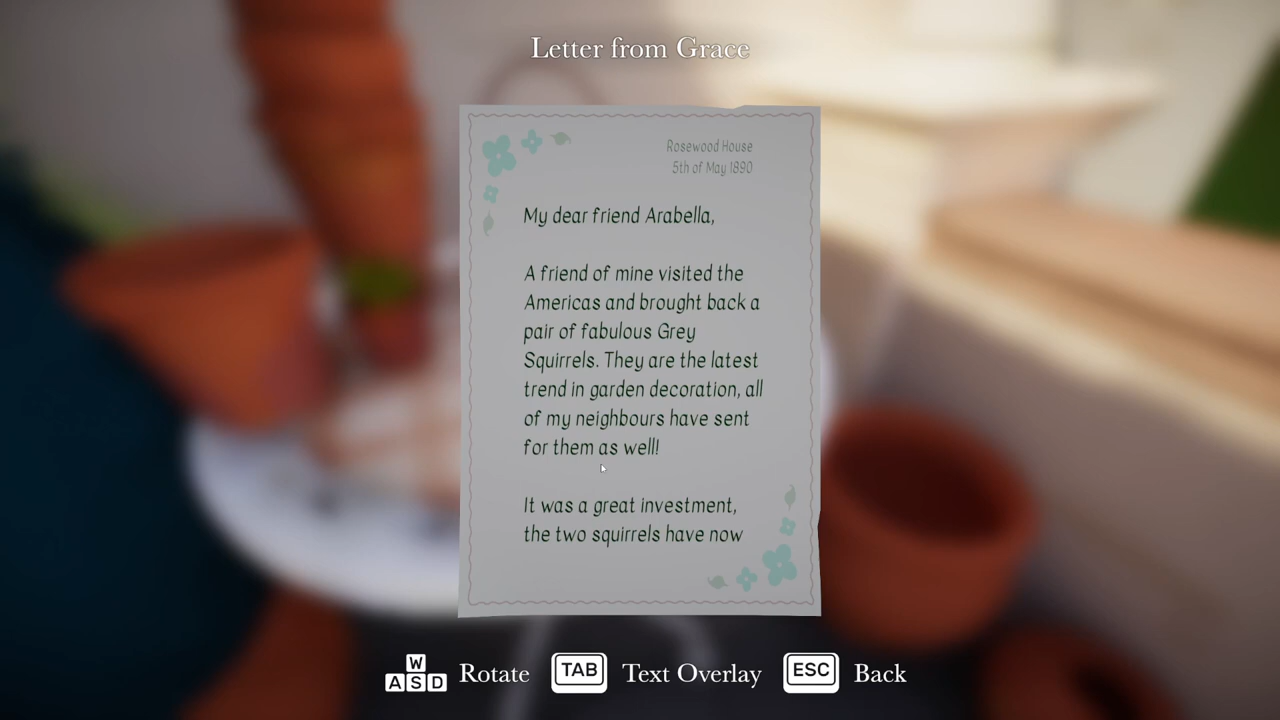 Letter from Grace
Rosewood House
5th of May 1890
My dear friend Arabella,
A friend of mine visited the
Americas and brought back a
pair of fabulous Grey
Squirrels. They are the latest
trend in garden decoration, all
of my neighbours have sent
for them as well!
It was a great investment,
the two squirrels have now
W
A S D Rotate TAB Text Overlay ESC Back